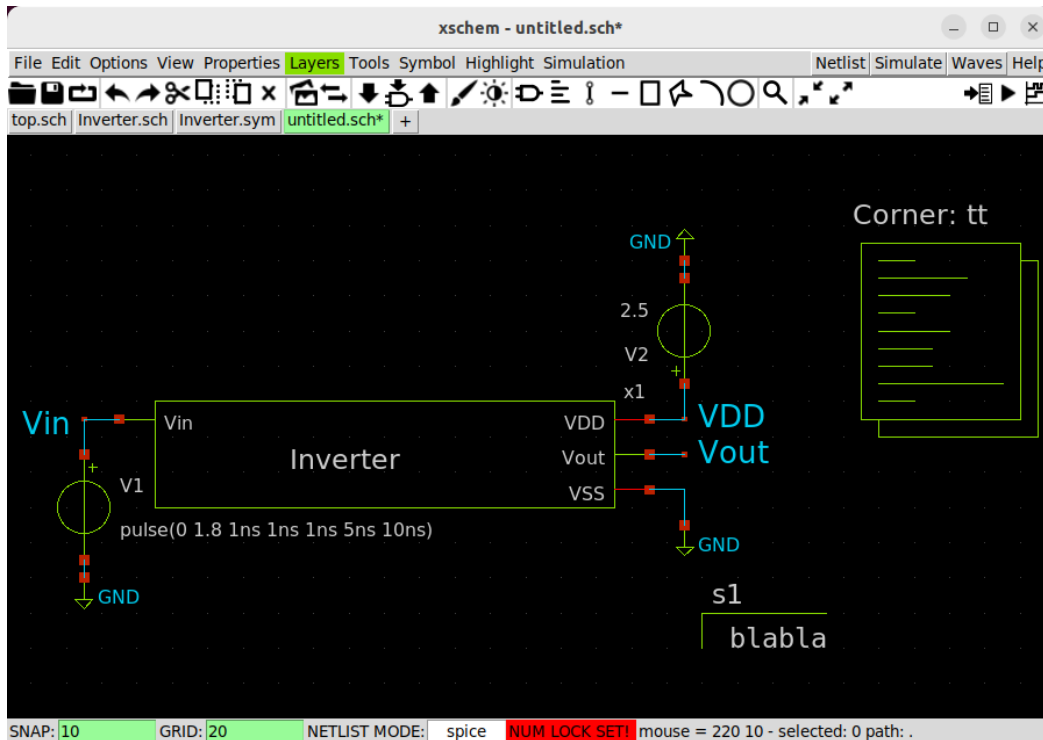 xschem - untitled.sch*
File Edit Options View Properties Layers Tools Symbol Highlight Simulation Netlist Simulate Waves Help
top.sch Inverter.sch Inverter.sym untitled.sch* +
Corner: tt
GND
2.5
V2
x1
Vin
Vin
VDD
VDD
Inverter
Vout
Vout
V1
VSS
pulse(0 1.8 1ns 1ns 1ns 5ns 10ns)
GND
GND
s1
blabla
SNAP: 10 GRID: 20 NETLIST MODE: spice NUM LOCK SET! mouse = 220 10 - selected: 0 path: .